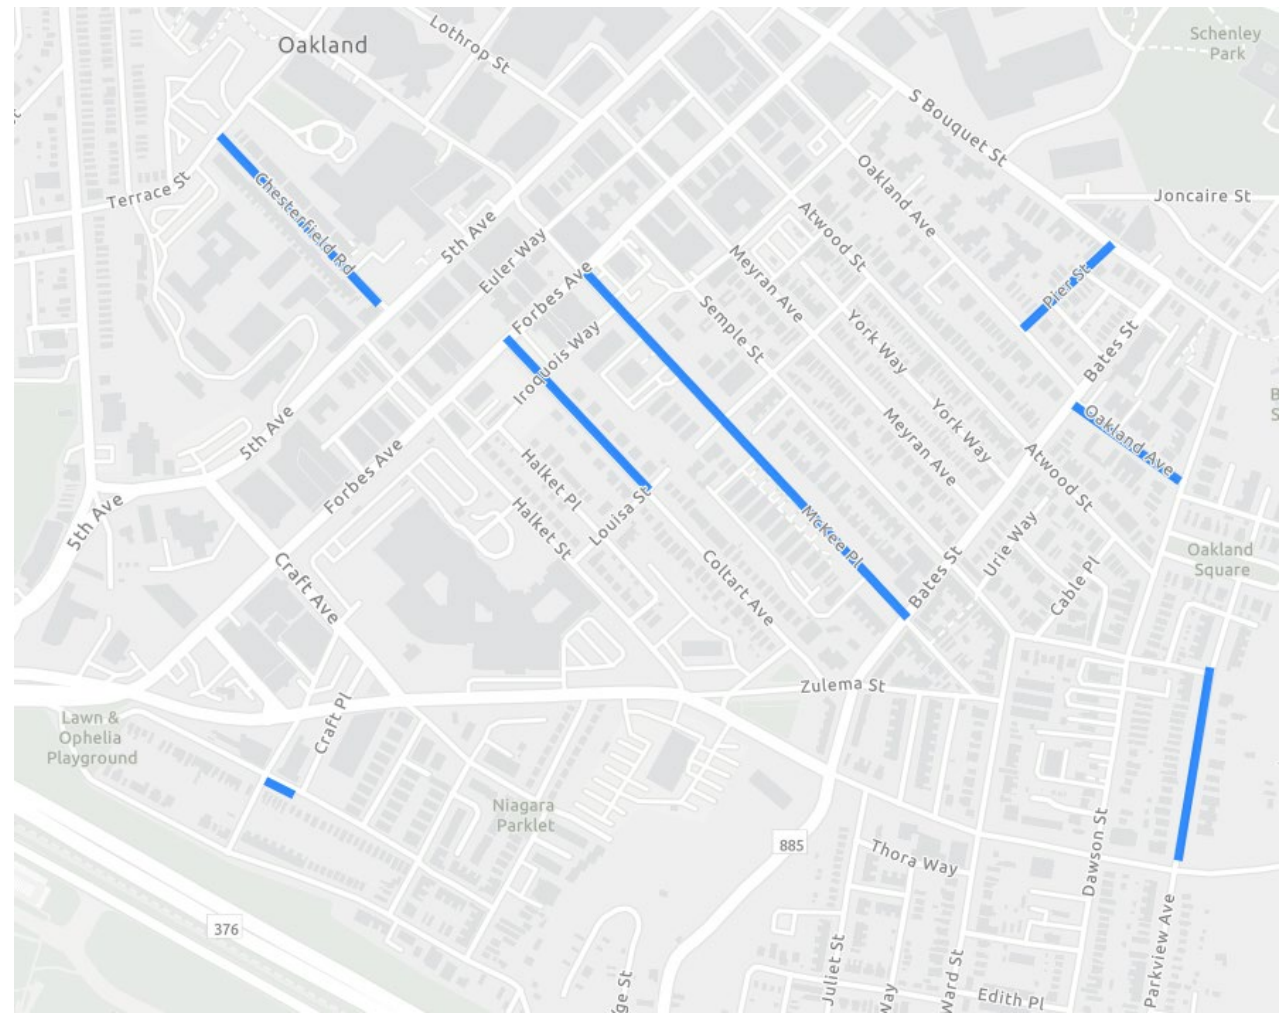 Oakland
Lothrop St
Schenley
Park
S Bouquet St
Terrace St
Chesterfield Rd
5th Ave
Euler Way
Forbes Ave
Iroquois Way
Oakland Ave
Atwood St
Meyran Ave
Semple St
York Way
Joncaire St
Pier St
Bates St
Oakland Ave
York Way
Meyran Ave
Atwood St
5th Ave
Forbes Ave
5th Ave
Halket Pl
Halket St
Louisa St
Coltart Ave
McKee Pl
Bates St
Urie Way
Cable Pl
Oakland
Square
Craft Ave
Zulema St
Craft Pl
Lawn &
Ophelia
Playground
Niagara
Parklet
885
Thora Way
Dawson St
376
Juliet St
Way
Ward St
Edith Pl
Parkview Ave
ge St